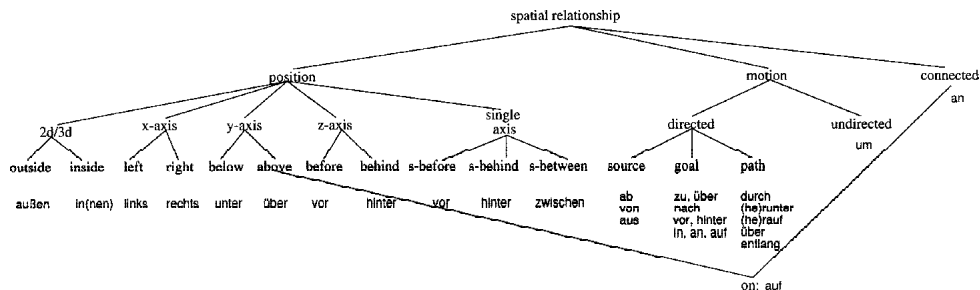 spatial relationship
position motion connected
an
2d/3d x-axis y-axis z-axis single axis directed undirected
um
outside inside left right below above before behind s-before s-behind s-between source goal path
außen in(nen) links rechts unter über vor hinter vor hinter zwischen
ab zu, über durch
von nach (he)runter
aus vor, hinter (he)rauf
in, an, auf über
entlang
on: auf